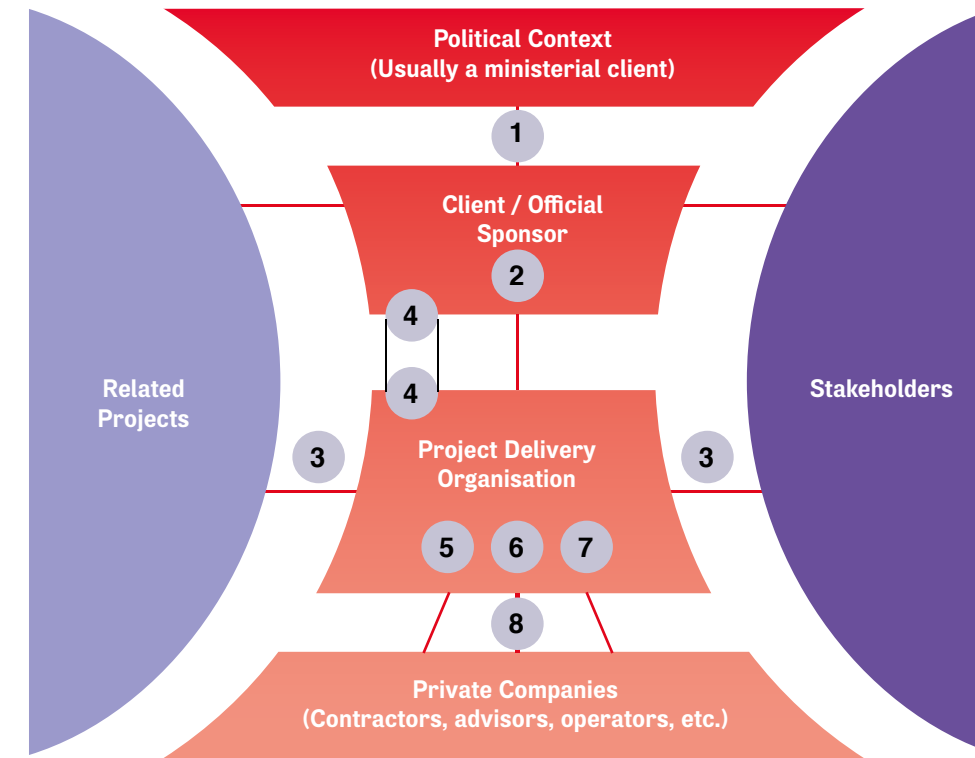 Political Context
(Usually a ministerial client)
1
Client / Official
Sponsor
2
4
4
Related
Projects
Stakeholders
3
Project Delivery
Organisation
3
5 6 7
8
Private Companies
(Contractors, advisors, operators, etc.)